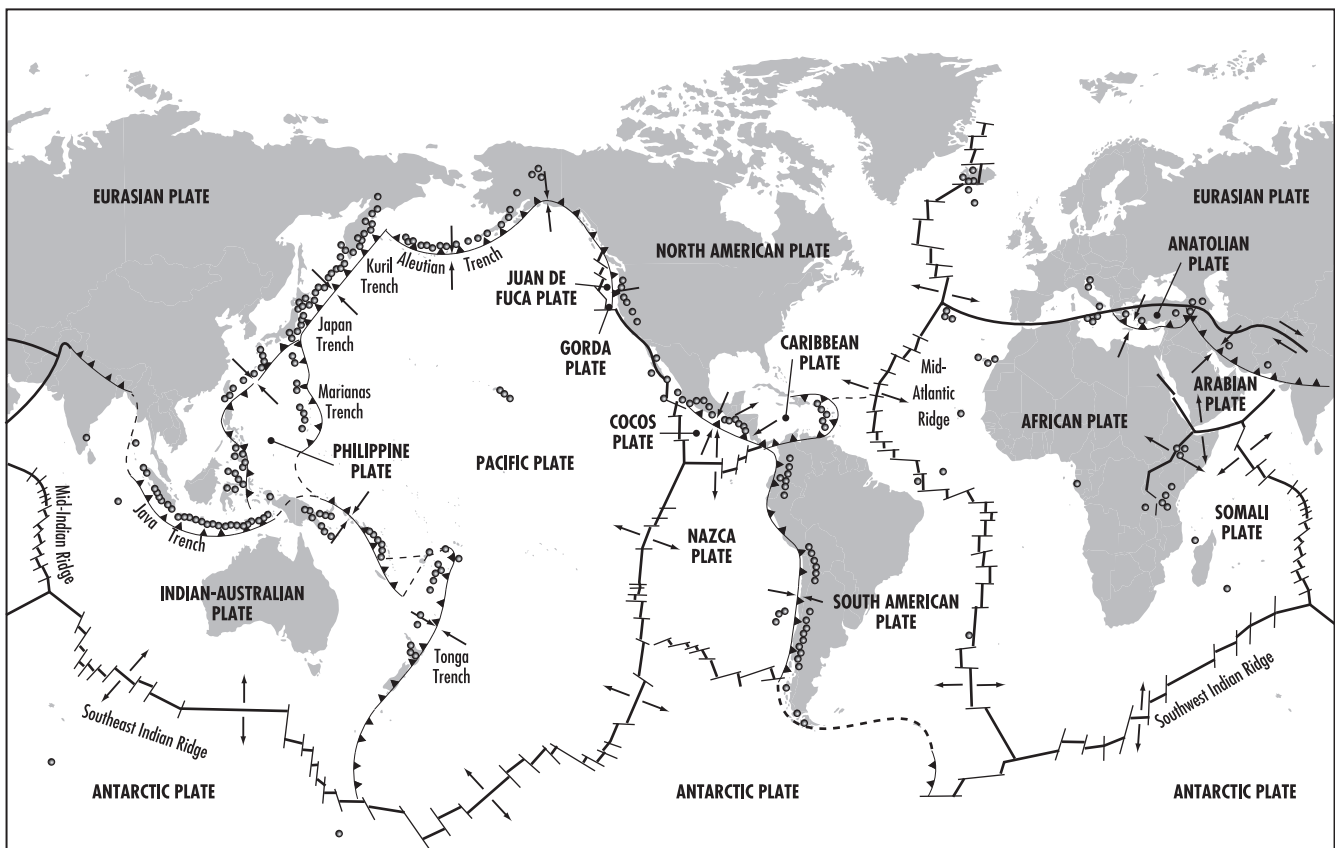 EURASIAN PLATE
EURASIAN PLATE
ANATOLIAN
PLATE
NORTH AMERICAN PLATE
Kuril
Trench
Aleutian
Trench
JUAN DE
FUCA PLATE
Japan
Trench
GORDA
PLATE
CARIBBEAN
PLATE
Mid-
Atlantic
Ridge
ARABIAN
PLATE
Marianas
Trench
COCOS
PLATE
AFRICAN PLATE
PHILIPPINE
PLATE
PACIFIC PLATE
Mid-Indian Ridge
Java
Trench
NAZCA
PLATE
SOMALI
PLATE
INDIAN-AUSTRALIAN
PLATE
SOUTH AMERICAN
PLATE
Tonga
Trench
Southeast Indian Ridge
Southwest Indian Ridge
ANTARCTIC PLATE
ANTARCTIC PLATE
ANTARCTIC PLATE